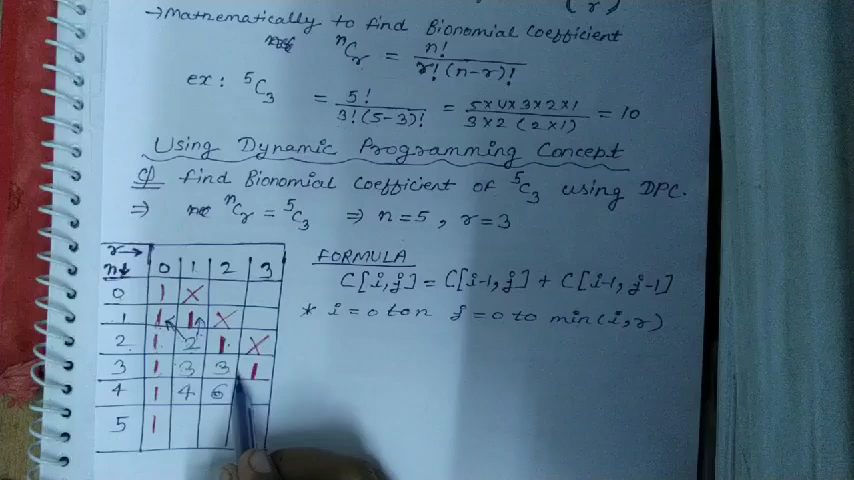 (r)
→Mathematically to find Bionomial coefficient
nCr = n! / r!(n-r)!
ex: 5C3 = 5! / 3!(5-3)! = 5×4×3×2×1 / 3×2 (2×1) = 10
Using Dynamic Programming Concept
Q) find Bionomial Coefficient of 5C3 using DPC.
⇒ nCr = 5C3 ⇒ n=5, r=3
r→ 0 1 2 3
n↓
0 1 X
1 1 1 X
2 1 2 1 X
3 1 3 3 1
4 1 4 6
5 1
FORMULA
C[i,j] = C[i-1,j] + C[i-1,j-1]
* i=0 to n j=0 to min(i,r)